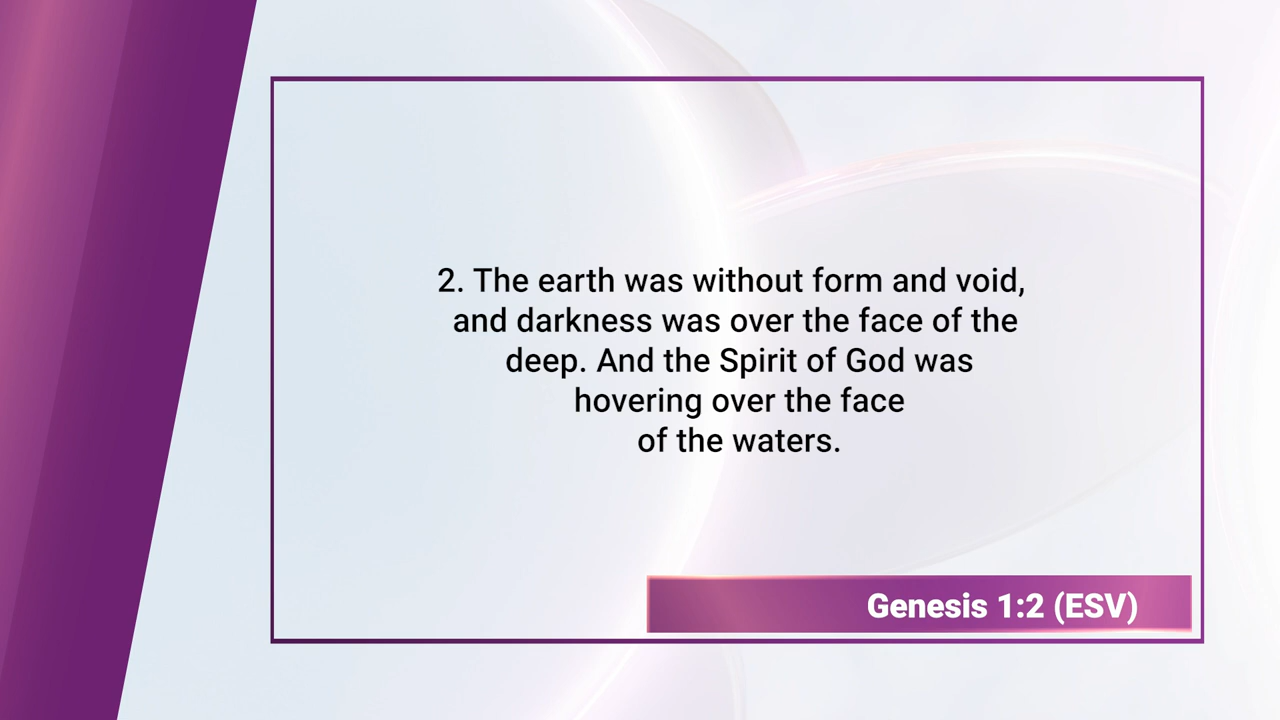 2. The earth was without form and void,
and darkness was over the face of the
deep. And the Spirit of God was
hovering over the face
of the waters.
Genesis 1:2 (ESV)